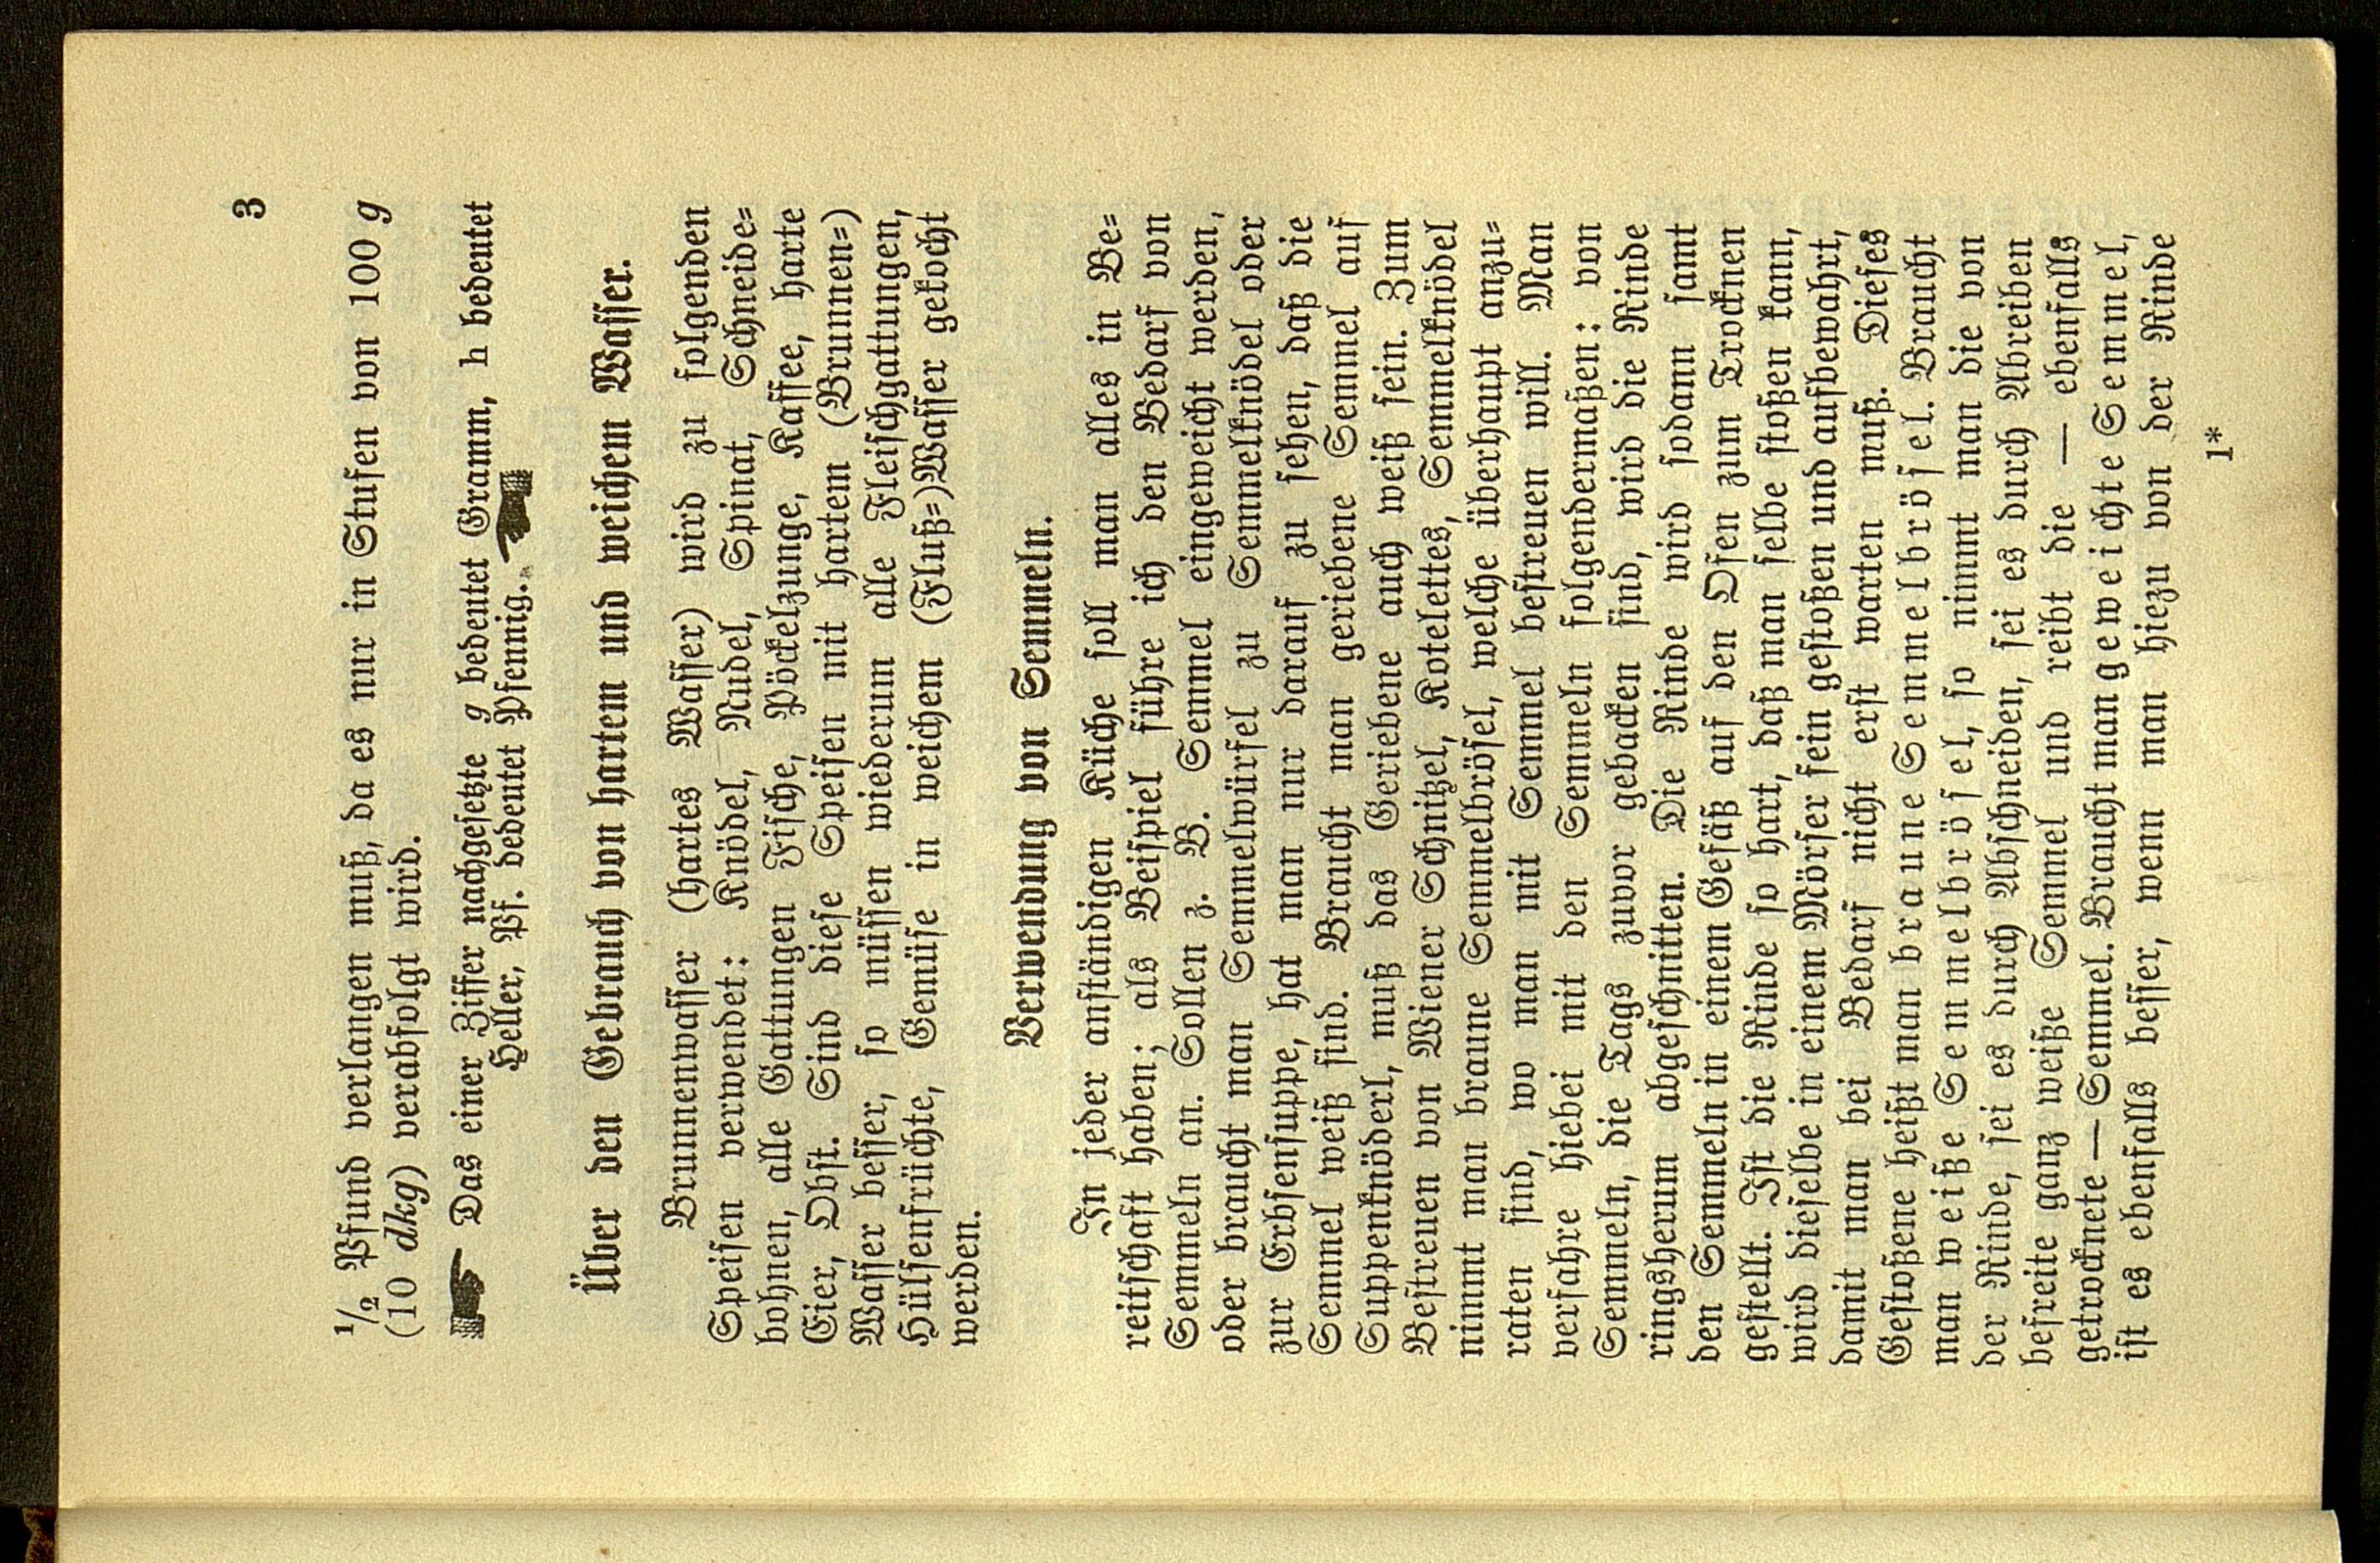 3
1/2 Pfund verlangen muß, da es nur in Stufen von 100 g
(10 dkg) verabfolgt wird.
Das einer Ziffer nachgesetzte g bedeutet Gramm, h bedeutet
Heller, Pf. bedeutet Pfennig.
Über den Gebrauch von hartem und weichem Wasser.
Brunnenwasser (hartes Wasser) wird zu folgenden
Speisen verwendet: Knödel, Nudel, Spinat, Schneide=
bohnen, alle Gattungen Fische, Pöckelzunge, Kaffee, harte
Eier, Obst. Sind diese Speisen mit hartem (Brunnen=)
Wasser besser, so müssen wiederum alle Fleischgattungen,
Hülsenfrüchte, Gemüse in weichem (Fluß=)Wasser gekocht
werden.
Verwendung von Semmeln.
In jeder anständigen Küche soll man alles in Be=
reitschaft haben; als Beispiel führe ich den Bedarf von
Semmeln an. Sollen z. B. Semmel eingeweicht werden,
oder braucht man Semmelwürfel zu Semmelknödel oder
zur Erbsensuppe, hat man nur darauf zu sehen, daß die
Semmel weiß sind. Braucht man geriebene Semmel auf
Suppenknöderl, muß das Geriebene auch weiß sein. Zum
Bestreuen von Wiener Schnitzel, Kotelettes, Semmelknödel
nimmt man braune Semmelbrösel, welche überhaupt anzu=
raten sind, wo man mit Semmel bestreuen will. Man
verfahre hiebei mit den Semmeln folgendermaßen: von
Semmeln, die Tags zuvor gebacken sind, wird die Rinde
ringsherum abgeschnitten. Die Rinde wird sodann samt
den Semmeln in einem Gefäß auf den Ofen zum Trocknen
gestellt. Ist die Rinde so hart, daß man selbe stoßen kann,
wird dieselbe in einem Mörser fein gestoßen und aufbewahrt,
damit man bei Bedarf nicht erst warten muß. Dieses
Gestoßene heißt man braune Semmelbrösel. Braucht
man weiße Semmelbrösel, so nimmt man die von
der Rinde, sei es durch Abschneiden, sei es durch Abreiben
befreite ganz weiße Semmel und reibt die — ebenfalls
getrocknete — Semmel. Braucht man geweichte Semmel,
ist es ebenfalls besser, wenn man hiezu von der Rinde
1*